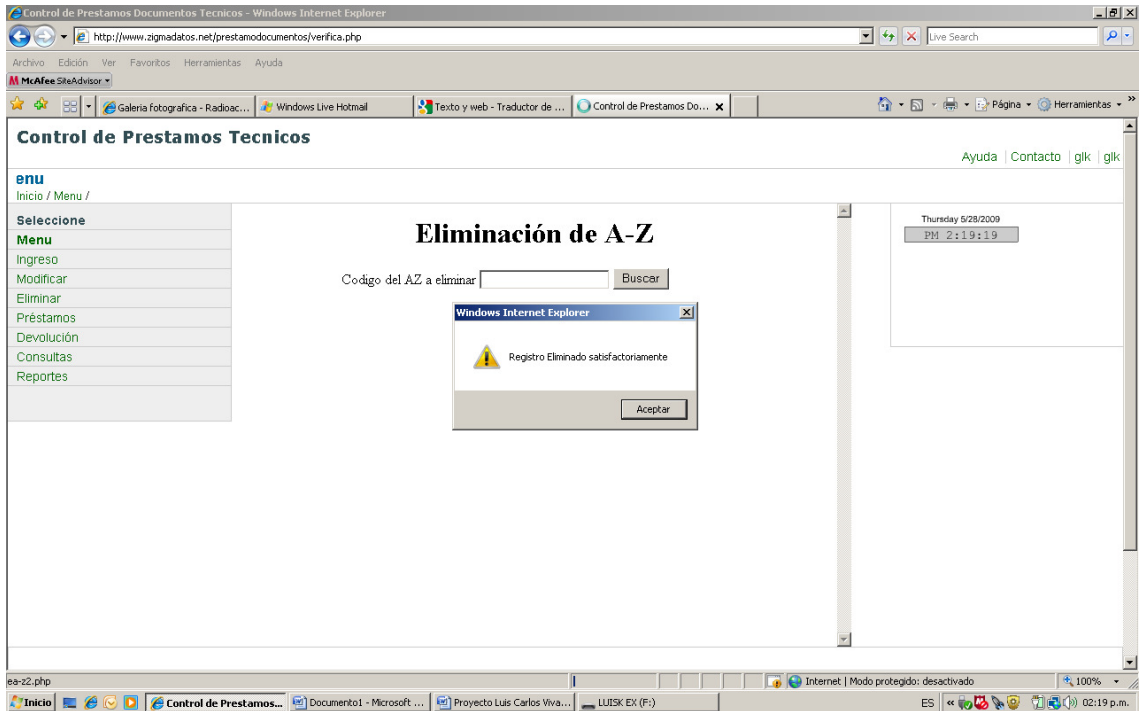 Control de Prestamos Documentos Tecnicos - Windows Internet Explorer
http://www.zigmadatos.net/prestamodocumentos/verifica.php
Live Search
Archivo Edición Ver Favoritos Herramientas Ayuda
McAfee SiteAdvisor
Galeria fotografica - Radioac... Windows Live Hotmail Texto y web - Traductor de ... Control de Prestamos Do... Página Herramientas
Control de Prestamos Tecnicos
Ayuda Contacto glk glk
enu
Inicio / Menu /
Seleccione
Menu
Ingreso
Modificar
Eliminar
Préstamos
Devolución
Consultas
Reportes
Eliminación de A-Z
Codigo del AZ a eliminar Buscar
Windows Internet Explorer
Registro Eliminado satisfactoriamente
Aceptar
Thursday 5/28/2009
PM 2:19:19
ea-z2.php Internet | Modo protegido: desactivado 100%
Inicio Control de Prestamos... Documento1 - Microsoft ... Proyecto Luis Carlos Viva... LUISK EX (F:) ES 02:19 p.m.